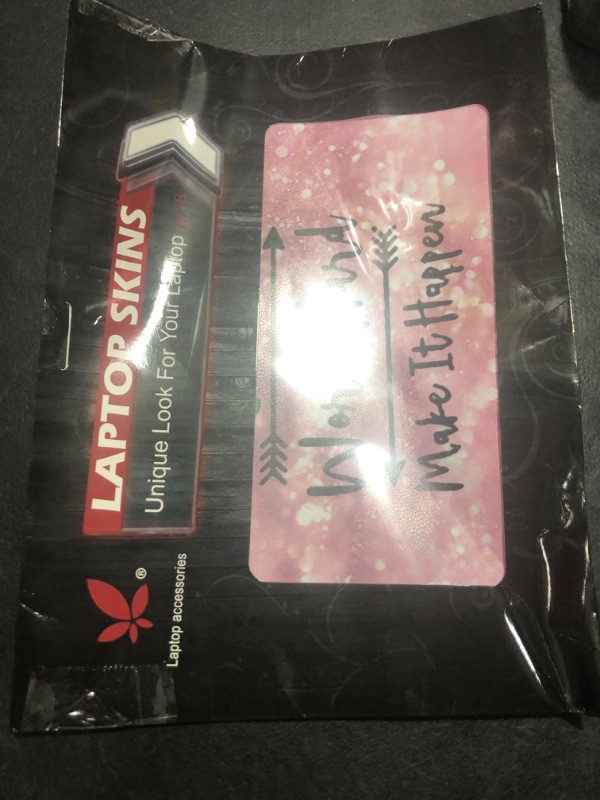 LAPTOP SKINS
Unique Look For Your Laptop
®
Laptop accessories
Make It Happen